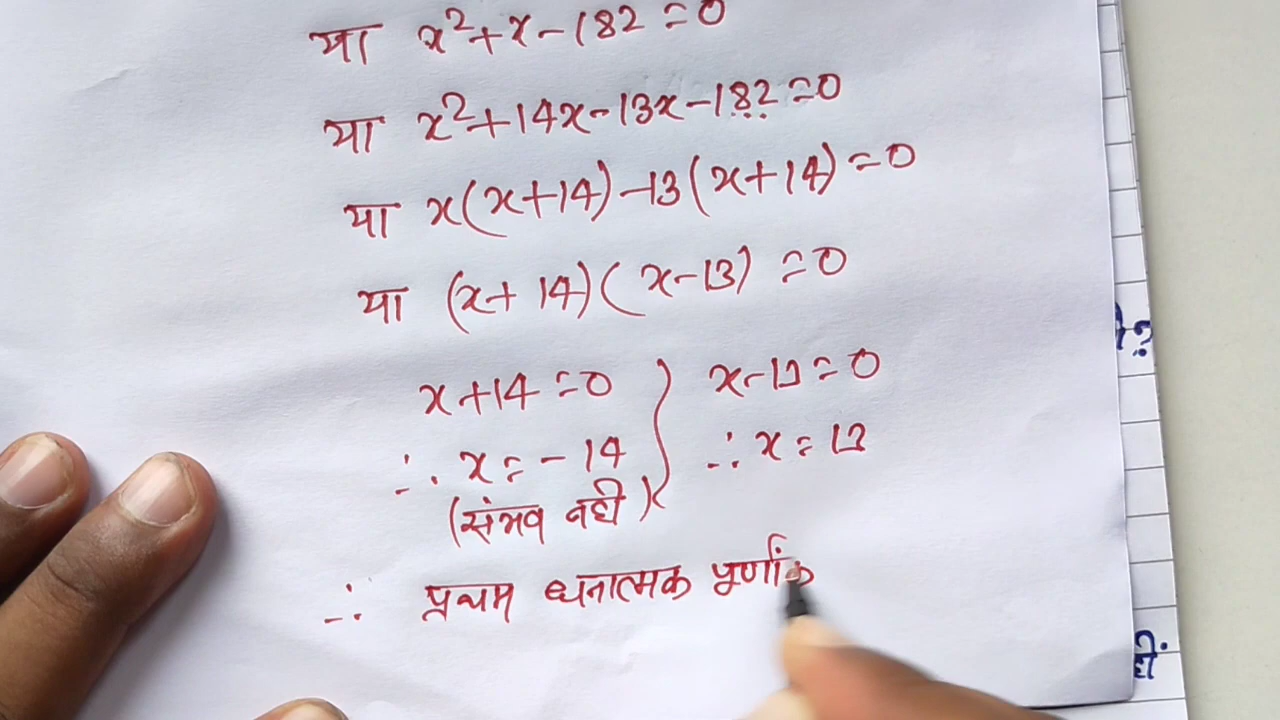 या x²+x-182=0
या x²+14x-13x-182=0
या x(x+14)-13(x+14)=0
या (x+14)(x-13)=0
x+14=0 } x-13=0
∴ x=-14 ∴ x=13
(संभव नही)
∴ प्रथम धनात्मक पूर्णांक